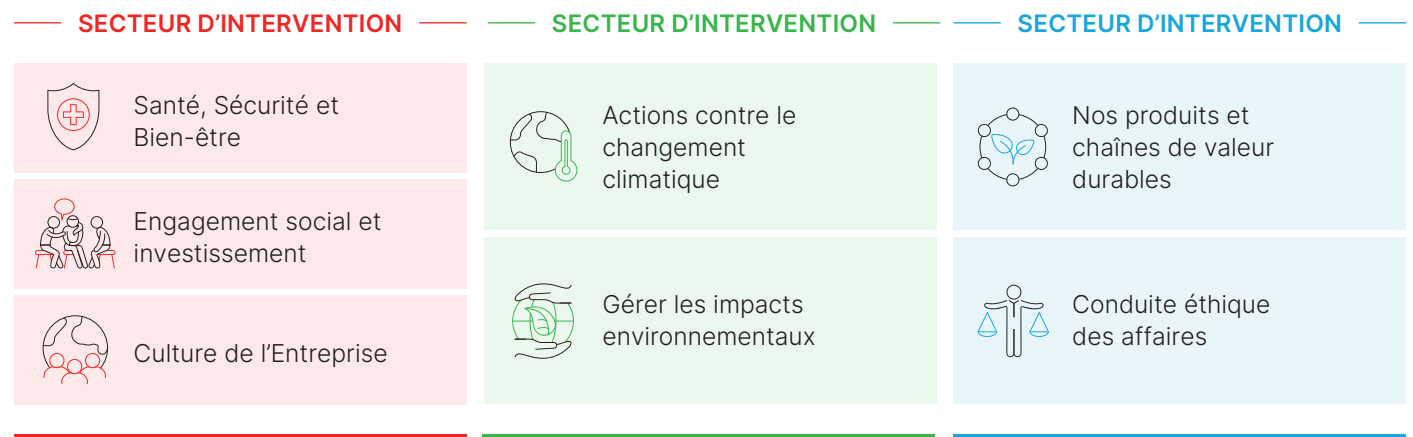 SECTEUR D’INTERVENTION
Santé, Sécurité et
Bien-être
Engagement social et
investissement
Culture de l’Entreprise
SECTEUR D’INTERVENTION
Actions contre le
changement
climatique
Gérer les impacts
environnementaux
SECTEUR D’INTERVENTION
Nos produits et
chaînes de valeur
durables
Conduite éthique
des affaires